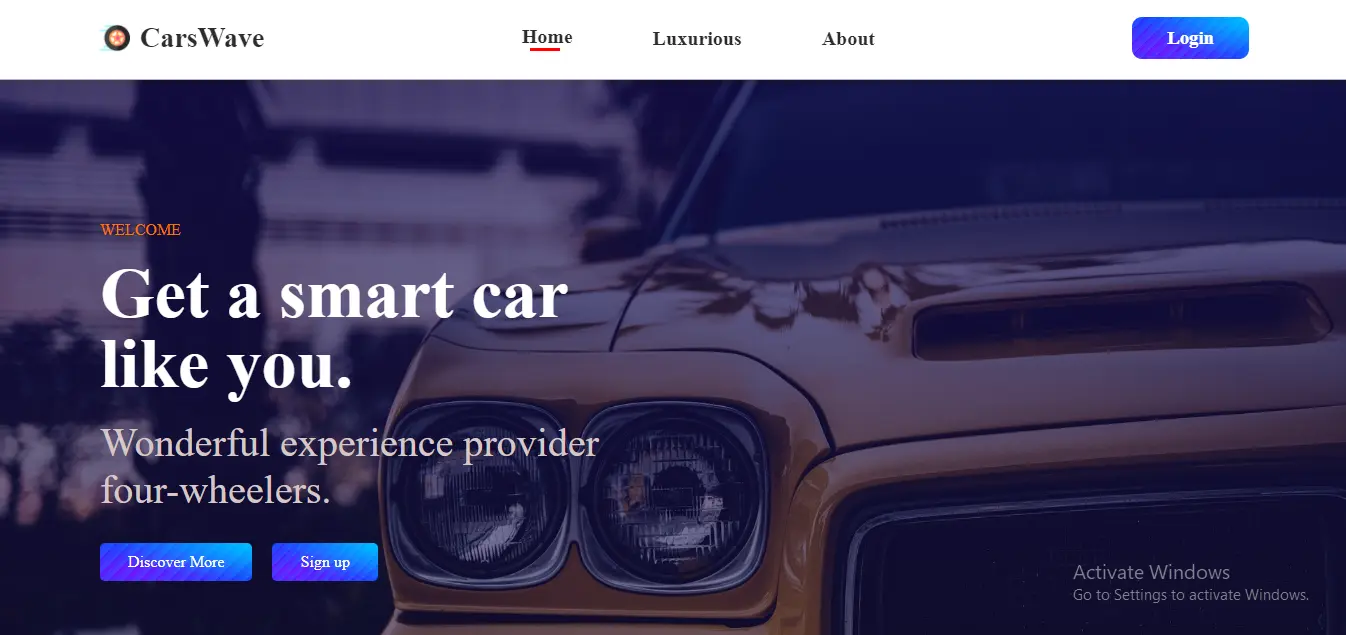 CarsWave
Home
Luxurious
About
Login
WELCOME
Get a smart car
like you.
Wonderful experience provider
four-wheelers.
Discover More
Sign up
Activate Windows
Go to Settings to activate Windows.